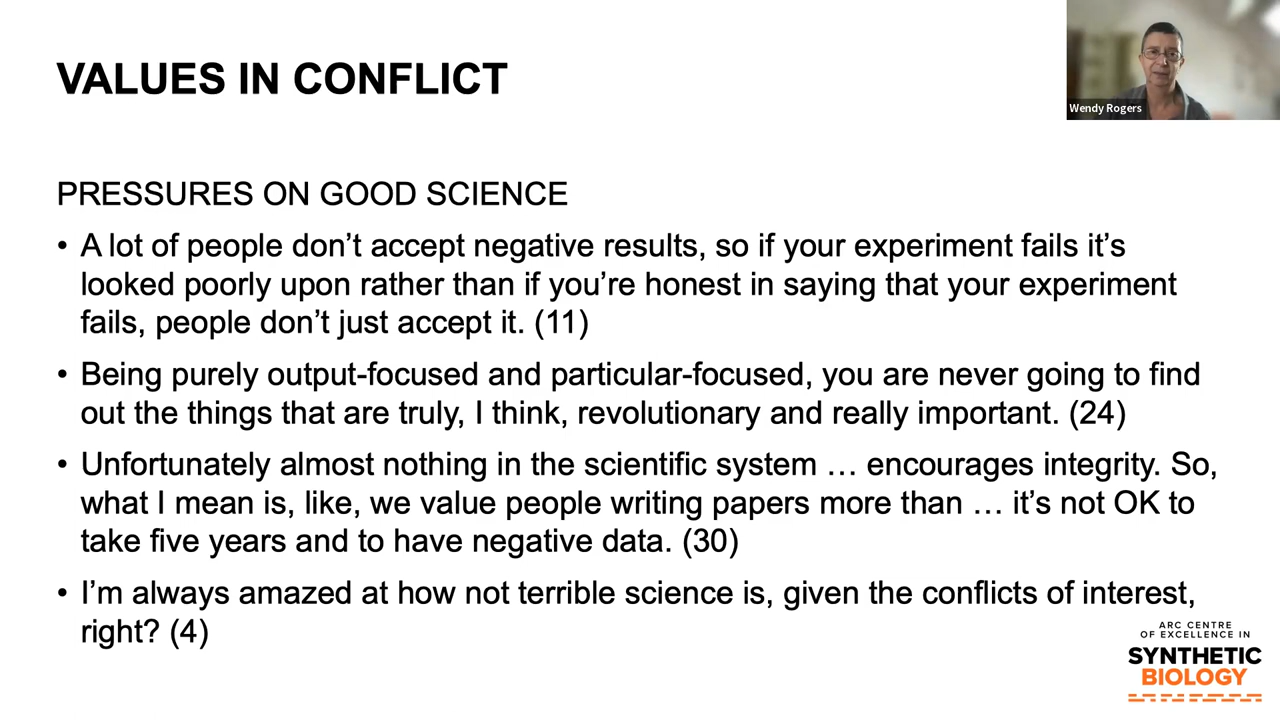 VALUES IN CONFLICT
Wendy Rogers
PRESSURES ON GOOD SCIENCE
• A lot of people don’t accept negative results, so if your experiment fails it’s
looked poorly upon rather than if you’re honest in saying that your experiment
fails, people don’t just accept it. (11)
• Being purely output-focused and particular-focused, you are never going to find
out the things that are truly, I think, revolutionary and really important. (24)
• Unfortunately almost nothing in the scientific system … encourages integrity. So,
what I mean is, like, we value people writing papers more than … it’s not OK to
take five years and to have negative data. (30)
• I’m always amazed at how not terrible science is, given the conflicts of interest,
right? (4)
ARC CENTRE
OF EXCELLENCE IN
SYNTHETIC
BIOLOGY